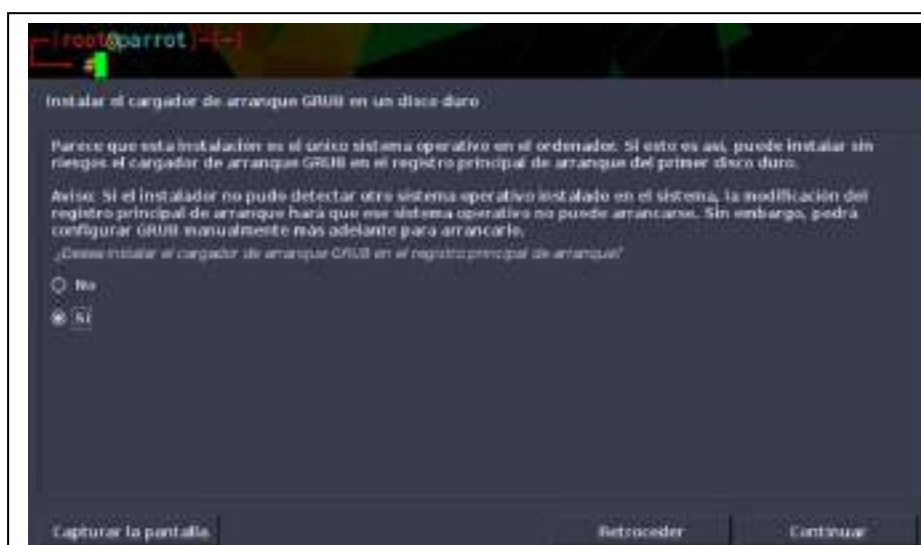 [root@parrot]-[~]
#
Instalar el cargador de arranque GRUB en un disco duro
Parece que esta instalación es el único sistema operativo en el ordenador. Si esto es así, puede instalar sin
riesgos el cargador de arranque GRUB en el registro principal de arranque del primer disco duro.
Aviso: Si el instalador no pudo detectar otro sistema operativo instalado en el sistema, la modificación del
registro principal de arranque hará que ese sistema operativo no puede arrancarse. Sin embargo, podrá
configurar GRUB manualmente más adelante para arrancarlo.
¿Desea instalar el cargador de arranque GRUB en el registro principal de arranque?
No
Sí
Capturar la pantalla
Retroceder
Continuar